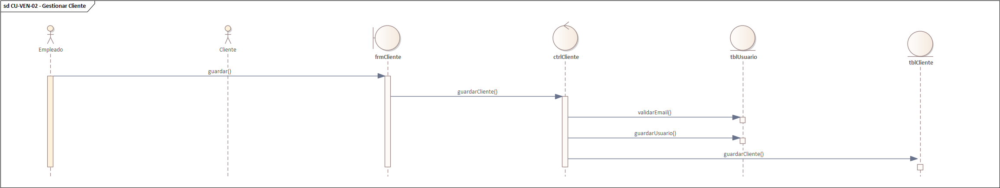 sd CU-VEN-02 - Gestionar Cliente
Empleado
Cliente
frmCliente
ctrlCliente
tblUsuario
tblCliente
guardar()
guardarCliente()
validarEmail()
guardarUsuario()
guardarCliente()